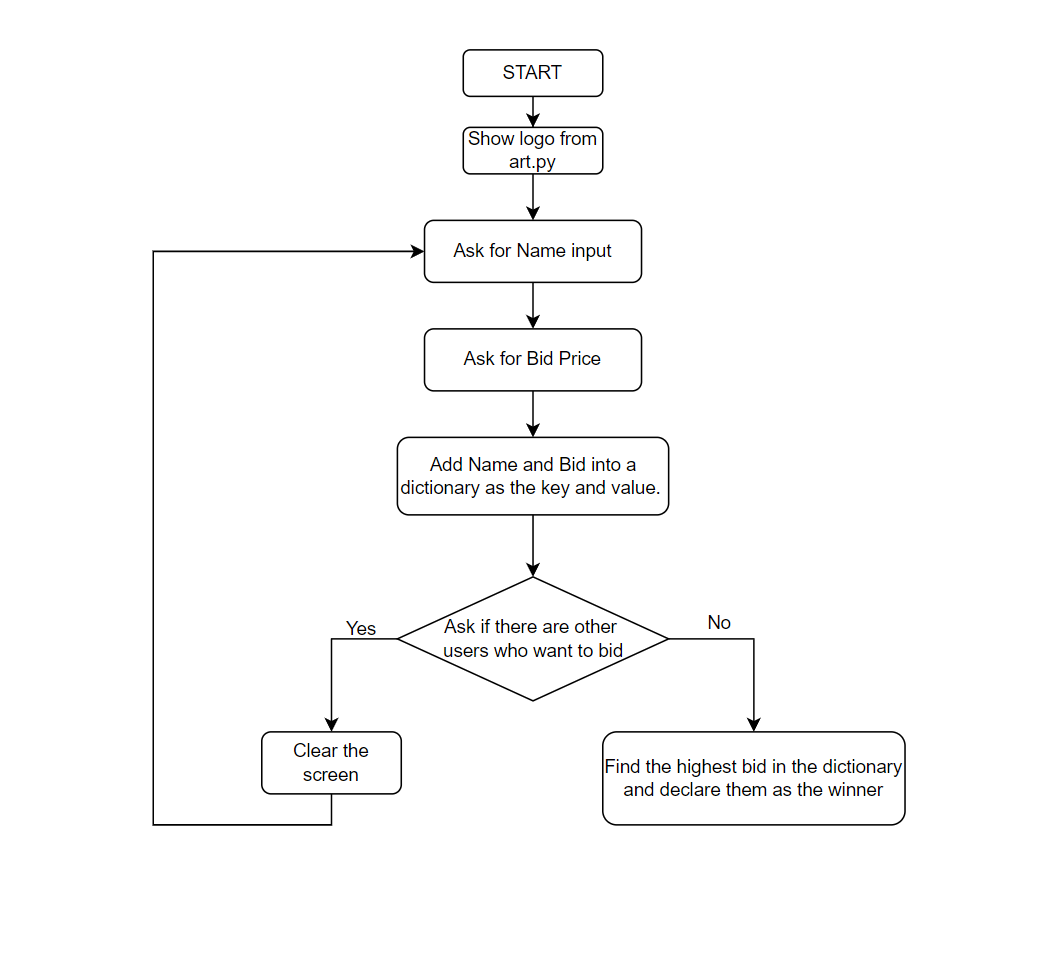 START
Show logo from
art.py
Ask for Name input
Ask for Bid Price
Add Name and Bid into a
dictionary as the key and value.
Ask if there are other
users who want to bid
Yes
No
Clear the
screen
Find the highest bid in the dictionary
and declare them as the winner